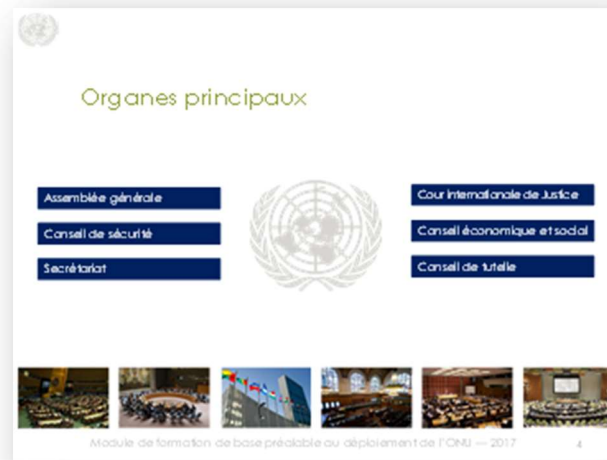 Organes principaux
Assemblée générale
Conseil de sécurité
Secrétariat
Cour internationale de Justice
Conseil économique et social
Conseil de tutelle
Module de formation de base préalable au déploiement de l'ONU — 2017
4